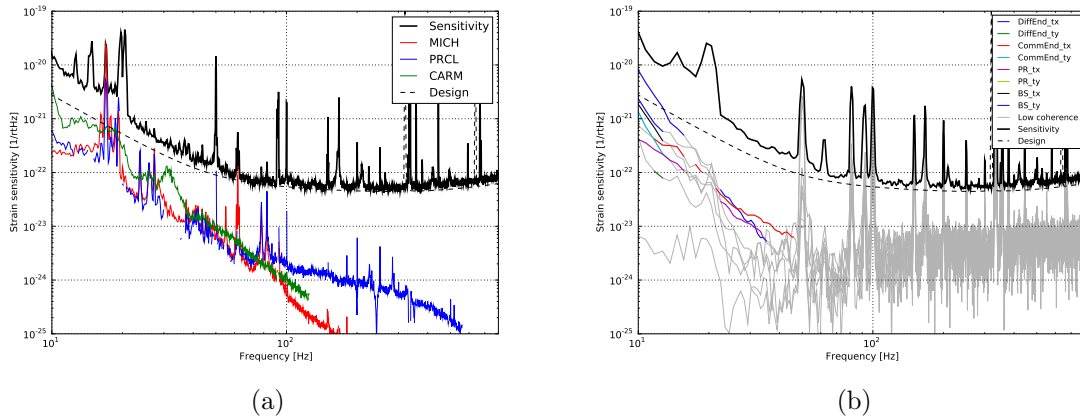 10^-19
10^-20
10^-21
10^-22
10^-23
10^-24
10^-25
Strain sensitivity [1/rtHz]
10^1
10^2
Frequency [Hz]
Sensitivity
MICH
PRCL
CARM
Design
(a)
10^-19
10^-20
10^-21
10^-22
10^-23
10^-24
10^-25
Strain sensitivity [1/rtHz]
10^1
10^2
Frequency [Hz]
DiffEnd_tx
DiffEnd_ty
CommEnd_tx
CommEnd_ty
PR_tx
PR_ty
BS_tx
BS_ty
Low coherence
Sensitivity
Design
(b)